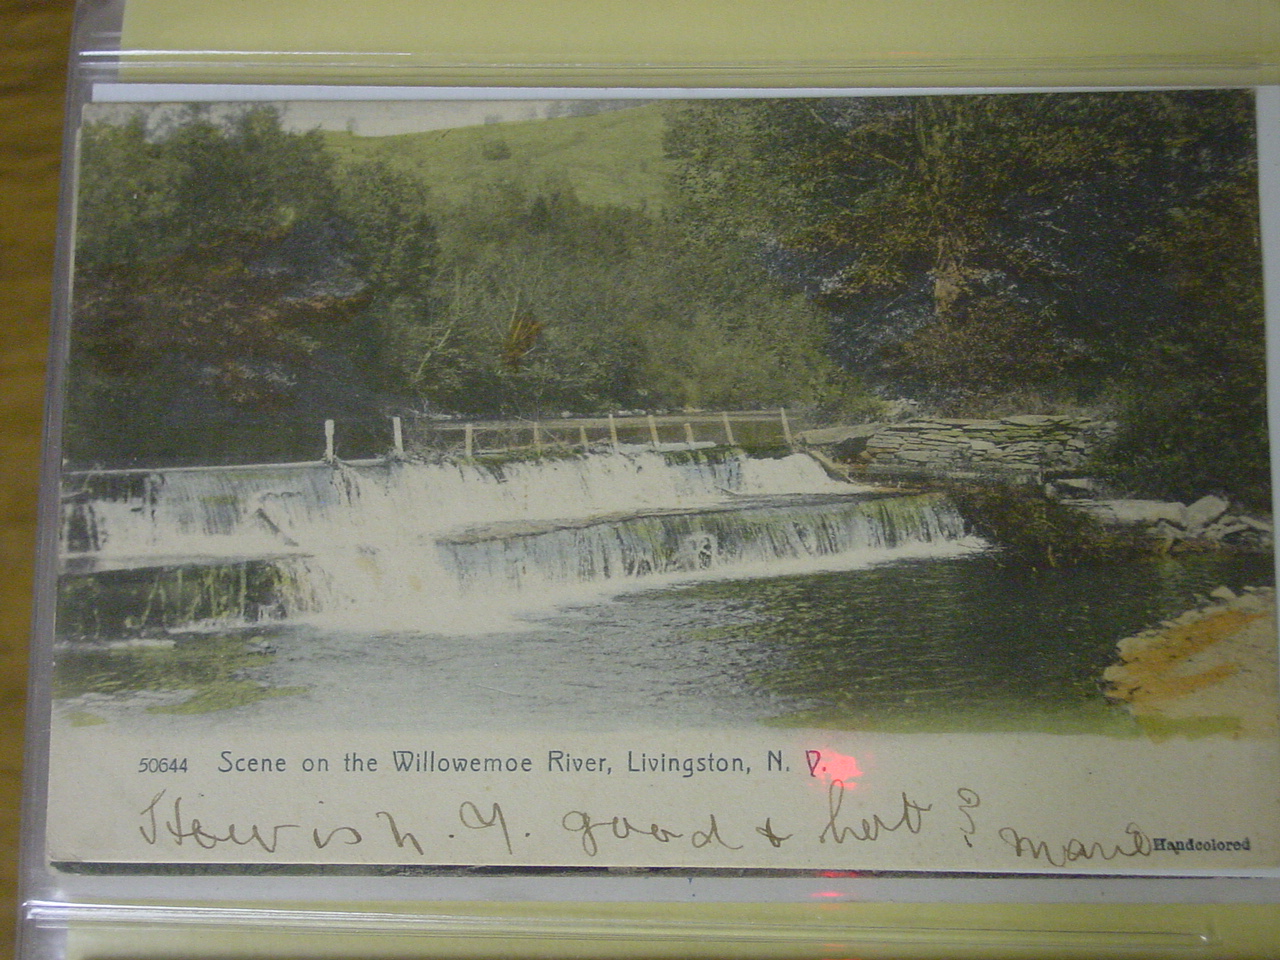 50644 Scene on the Willowemoe River, Livingston, N. Y.
How is N.Y. good & hot? Marie
Handcolored